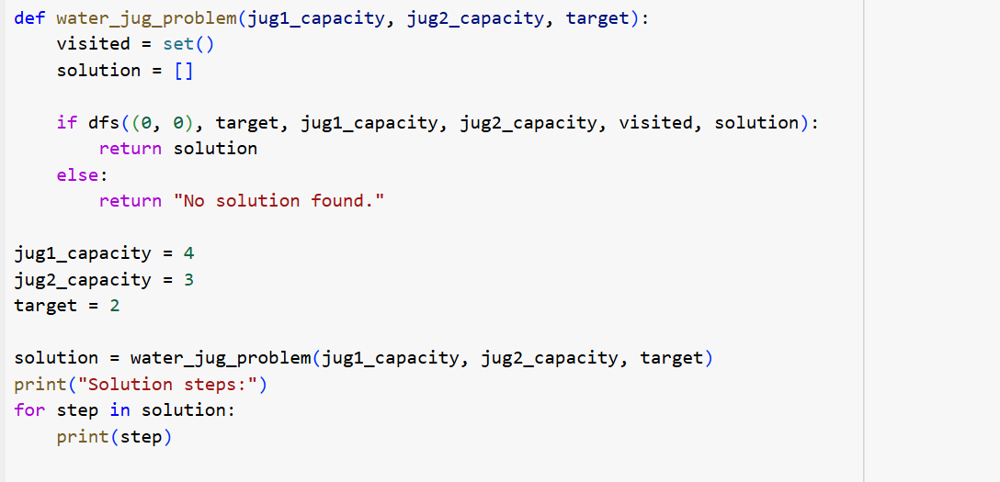 def water_jug_problem(jug1_capacity, jug2_capacity, target):
    visited = set()
    solution = []

    if dfs((0, 0), target, jug1_capacity, jug2_capacity, visited, solution):
        return solution
    else:
        return "No solution found."

jug1_capacity = 4
jug2_capacity = 3
target = 2

solution = water_jug_problem(jug1_capacity, jug2_capacity, target)
print("Solution steps:")
for step in solution:
    print(step)